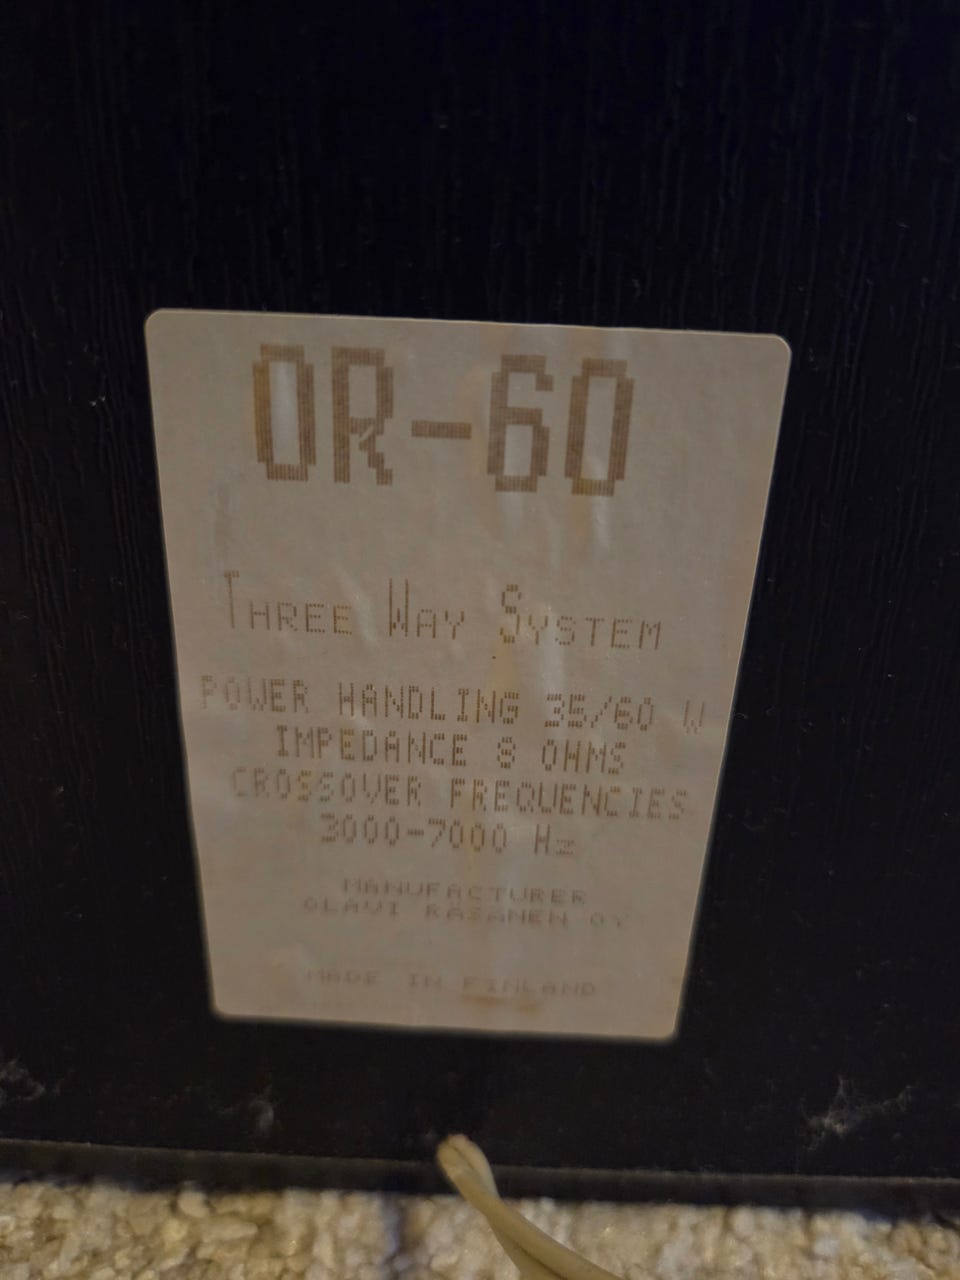 OR-60
THREE WAY SYSTEM
POWER HANDLING 35/60 W
IMPEDANCE 8 OHMS
CROSSOVER FREQUENCIES
3000-7000 Hz
MANUFACTURER
OLAVI RASANEN OY
MADE IN FINLAND